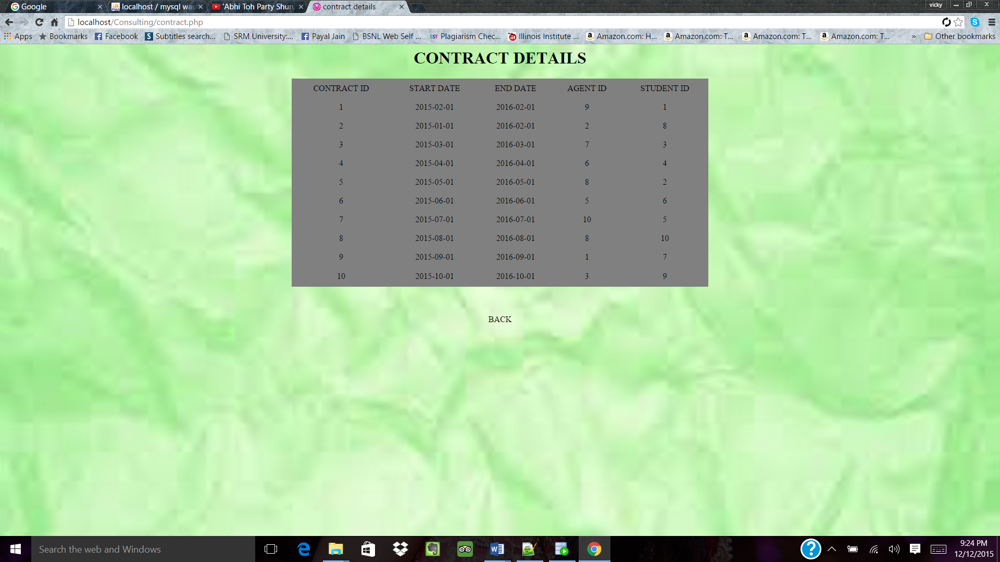 Google
localhost / mysql wa
'Abhi Toh Party Shuru
contract details
vicky
localhost/Consulting/contract.php
Apps Bookmarks Facebook Subtitles search... SRM University:... Payal Jain BSNL Web Self ... SST Plagiarism Chec... Illinois Institute ... Amazon.com: H... Amazon.com: T... Amazon.com: T... Amazon.com: T... » Other bookmarks
CONTRACT DETAILS
CONTRACT ID START DATE END DATE AGENT ID STUDENT ID
1 2015-02-01 2016-02-01 9 1
2 2015-01-01 2016-02-01 2 8
3 2015-03-01 2016-03-01 7 3
4 2015-04-01 2016-04-01 6 4
5 2015-05-01 2016-05-01 8 2
6 2015-06-01 2016-06-01 5 6
7 2015-07-01 2016-07-01 10 5
8 2015-08-01 2016-08-01 8 10
9 2015-09-01 2016-09-01 1 7
10 2015-10-01 2016-10-01 3 9
BACK
Search the web and Windows
9:24 PM
12/12/2015